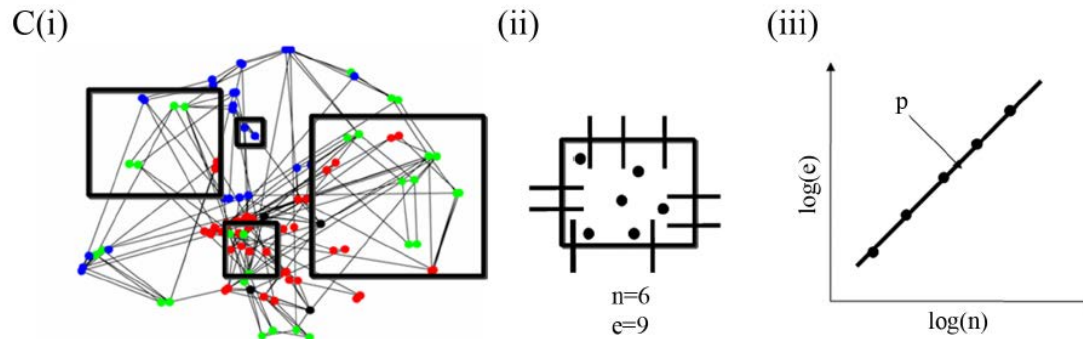 C(i)
(ii)
(iii)
n=6
e=9
p
log(e)
log(n)